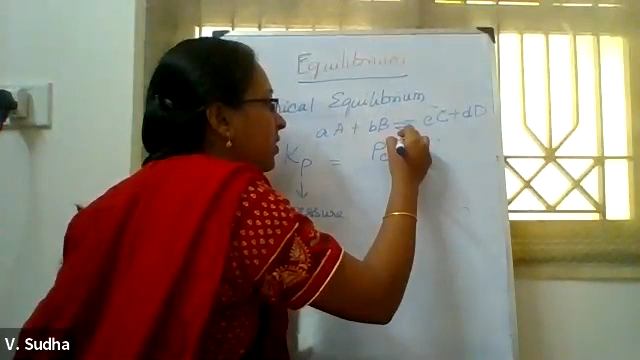 Equilibrium
ical Equilibrium
aA + bB ⇌ cC + dD
Kp = Pc
↓
essure
V. Sudha